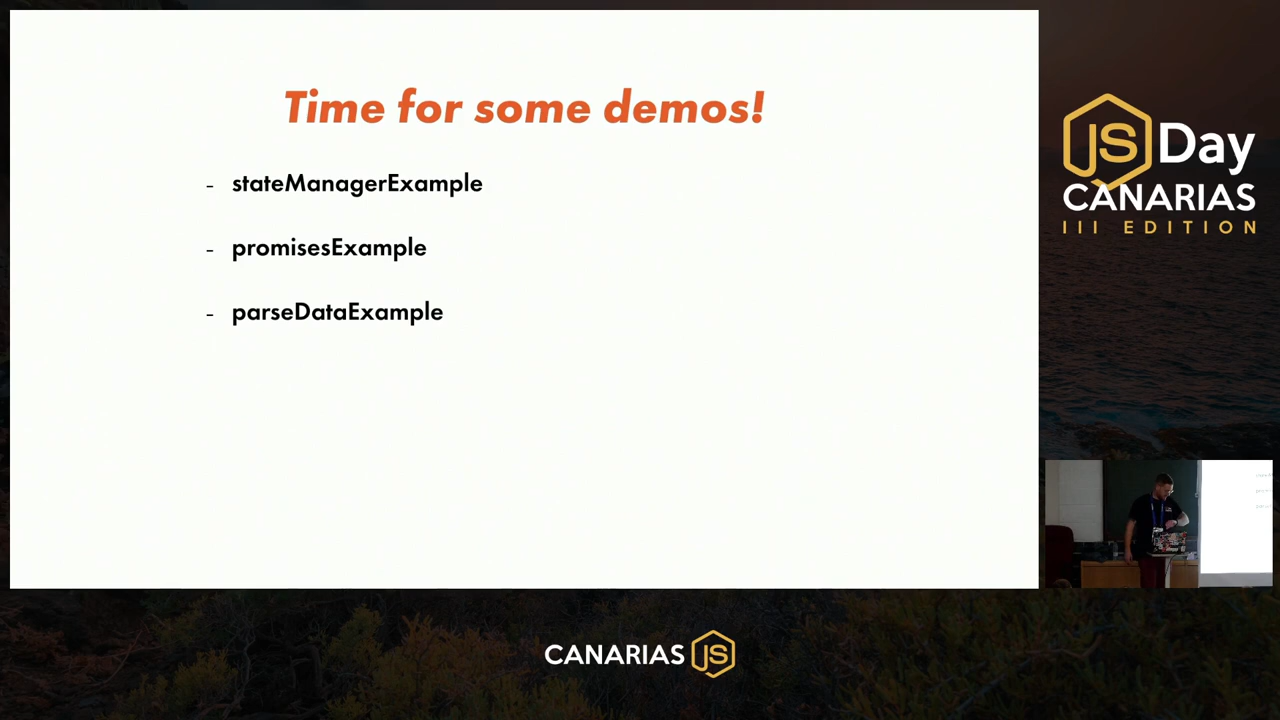 Time for some demos!
- stateManagerExample
- promisesExample
- parseDataExample
JS Day
CANARIAS
III EDITION
CANARIAS JS